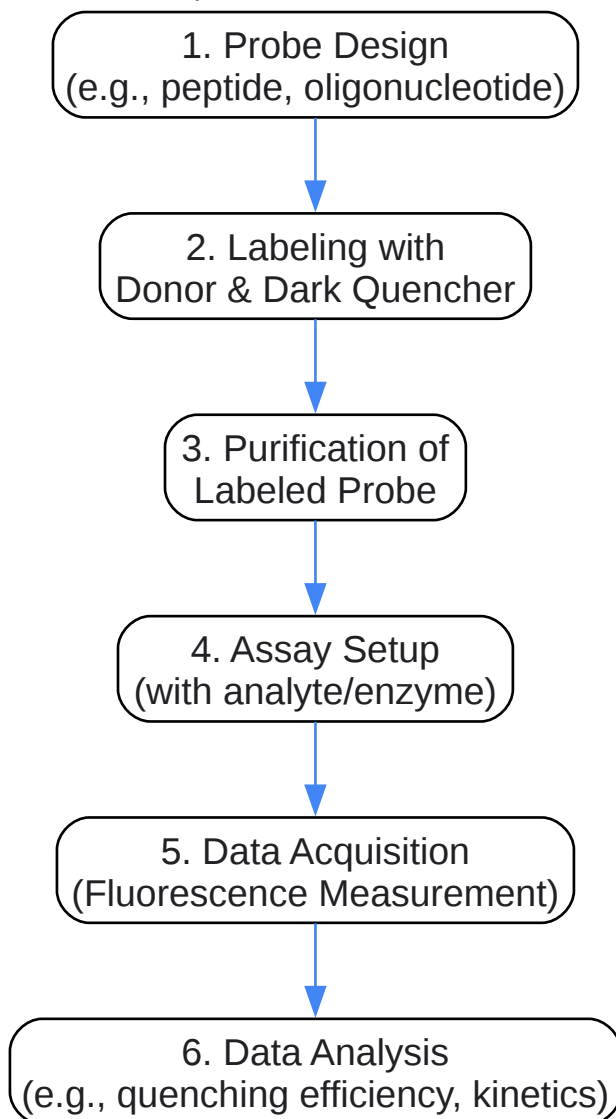 1. Probe Design
(e.g., peptide, oligonucleotide)
2. Labeling with
Donor & Dark Quencher
3. Purification of
Labeled Probe
4. Assay Setup
(with analyte/enzyme)
5. Data Acquisition
(Fluorescence Measurement)
6. Data Analysis
(e.g., quenching efficiency, kinetics)